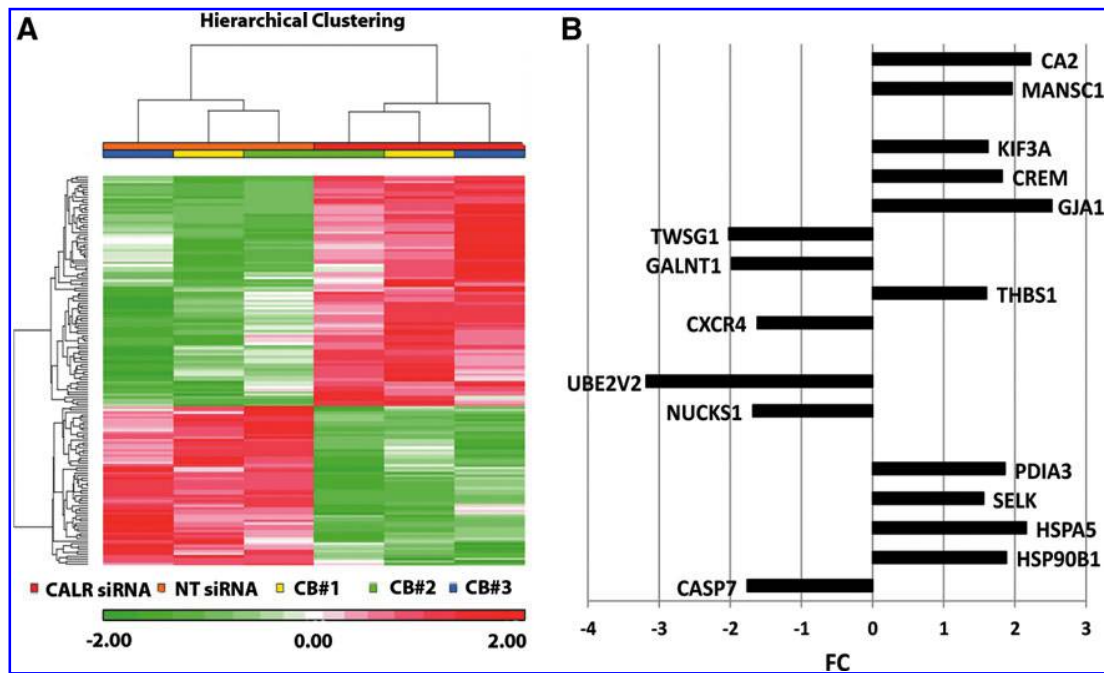 A
Hierarchical Clustering
CALR siRNA NT siRNA CB#1 CB#2 CB#3
-2.00 0.00 2.00
B
CA2
MANSC1
KIF3A
CREM
GJA1
TWSG1
GALNT1
THBS1
CXCR4
UBE2V2
NUCKS1
PDIA3
SELK
HSPA5
HSP90B1
CASP7
-4 -3 -2 -1 0 1 2 3
FC